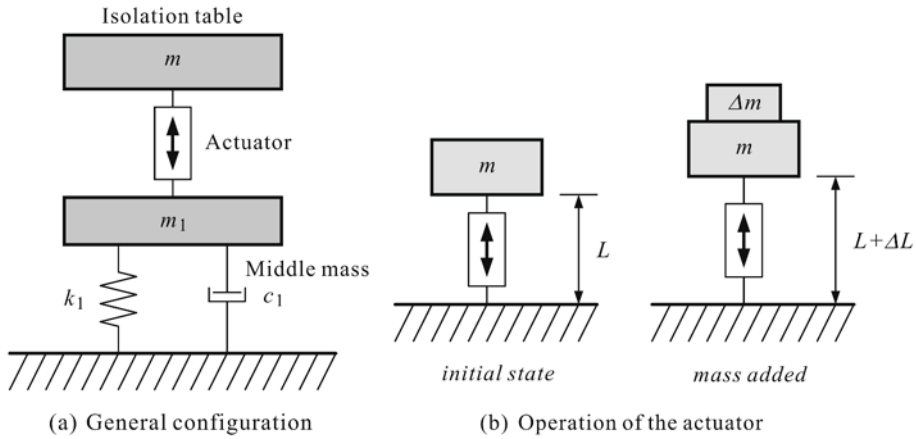 Isolation table
m
Actuator
m₁
Middle mass
k₁
c₁
(a) General configuration
m
L
initial state
Δm
m
L+ΔL
mass added
(b) Operation of the actuator